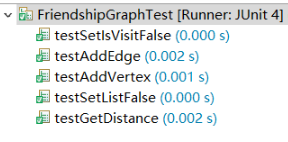 FriendshipGraphTest [Runner: JUnit 4]
testSetIsVisitFalse (0.000 s)
testAddEdge (0.002 s)
testAddVertex (0.001 s)
testSetListFalse (0.000 s)
testGetDistance (0.002 s)